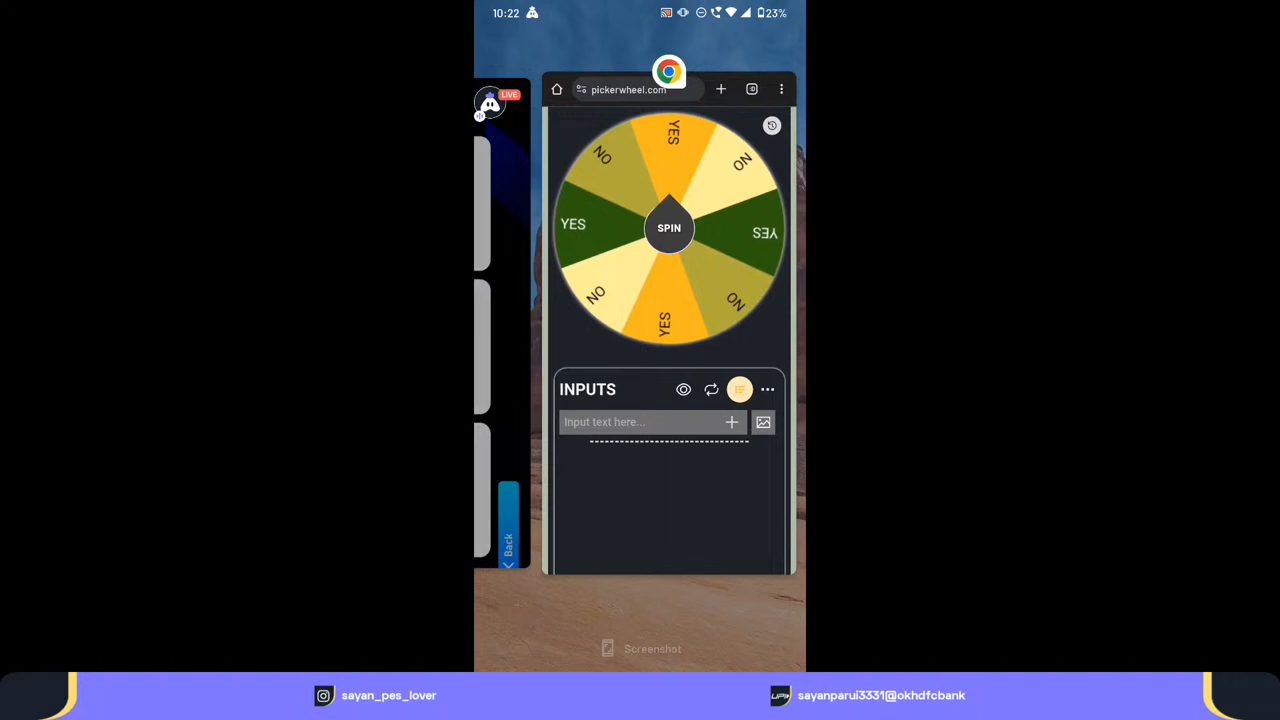 10:22
23%
LIVE
pickerwheel.com
:D
YES
NO
NO
YES
YES
SPIN
NO
NO
YES
INPUTS
Input text here...
Back
Screenshot
sayan_pes_lover
UPI
sayanparui3331@okhdfcbank